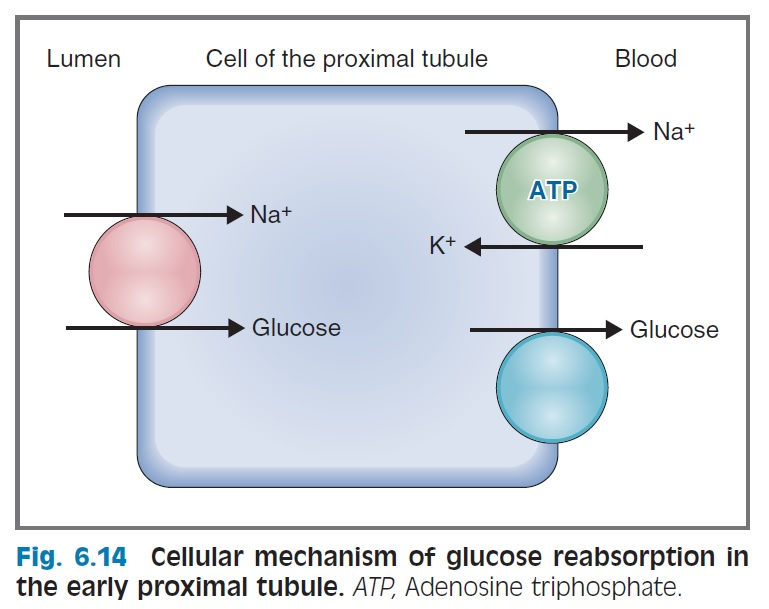 Lumen
Cell of the proximal tubule
Blood
Na+
ATP
Na+
K+
Glucose
Glucose
Fig. 6.14 Cellular mechanism of glucose reabsorption in
the early proximal tubule. ATP, Adenosine triphosphate.